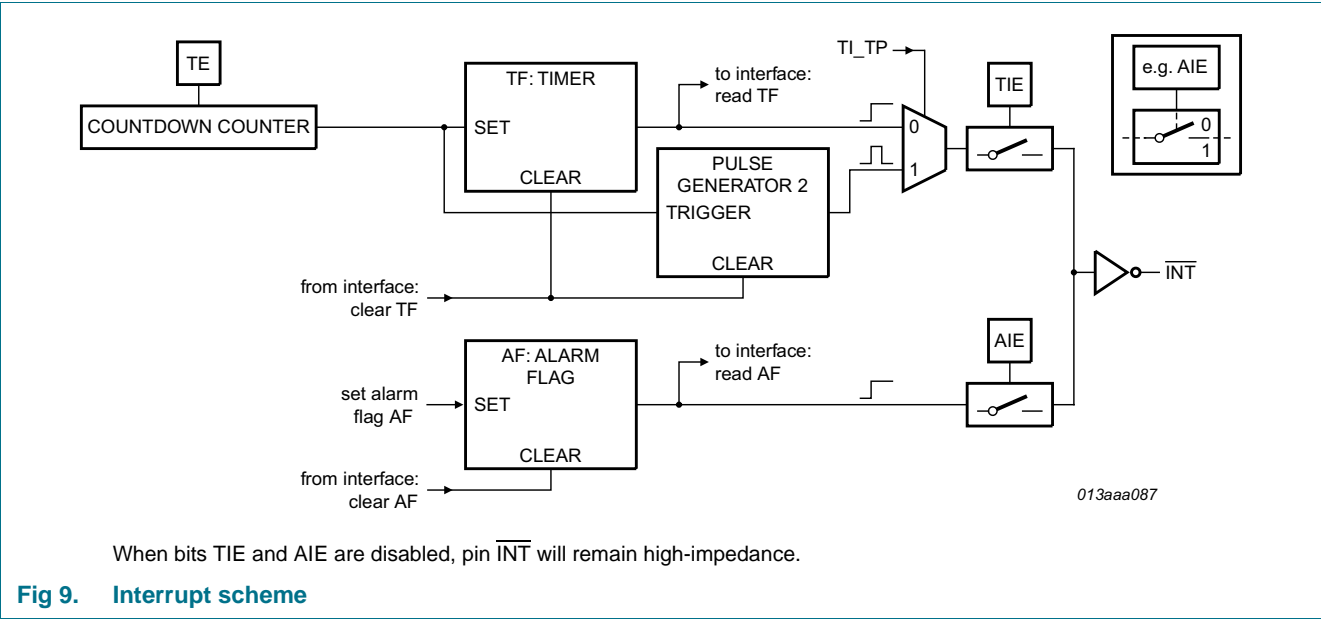 TE
COUNTDOWN COUNTER
TF: TIMER
SET
CLEAR
to interface:
read TF
PULSE
GENERATOR 2
TRIGGER
CLEAR
from interface:
clear TF
TI_TP
0
1
TIE
e.g. AIE
0
1
INT
set alarm
flag AF
AF: ALARM
FLAG
SET
CLEAR
to interface:
read AF
from interface:
clear AF
AIE
013aaa087
When bits TIE and AIE are disabled, pin INT will remain high-impedance.
Fig 9. Interrupt scheme